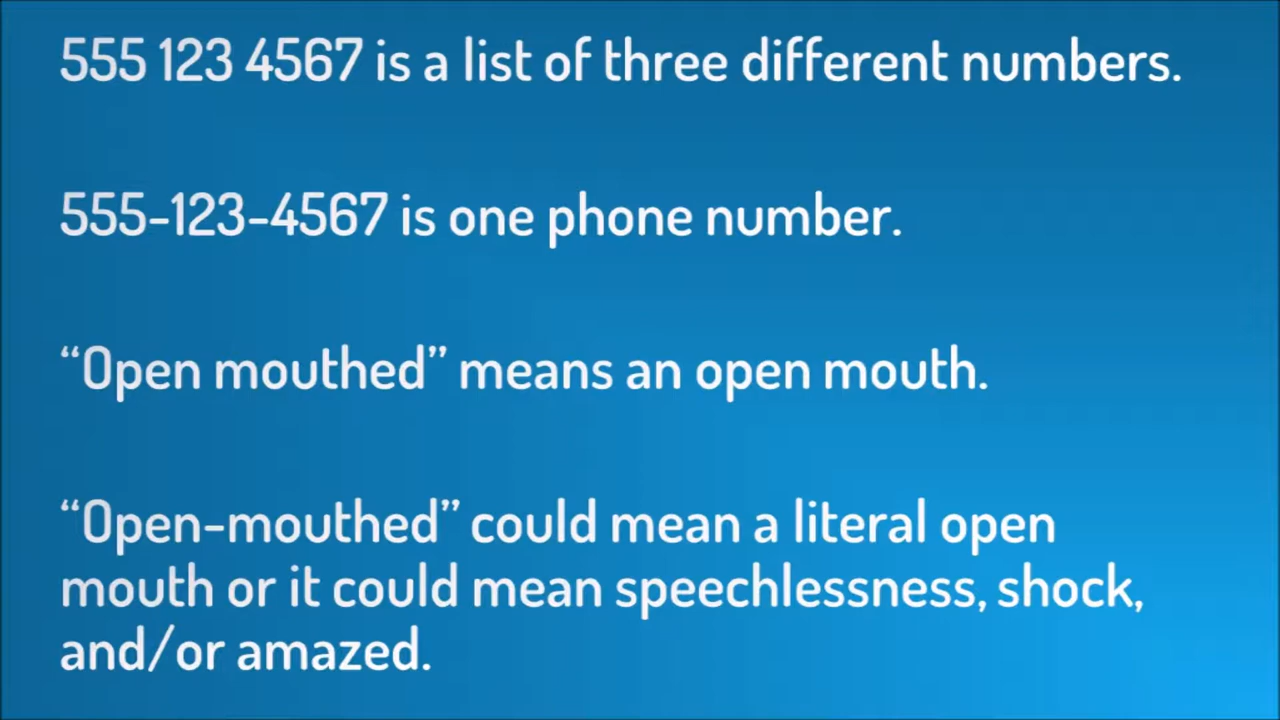 555 123 4567 is a list of three different numbers.
555-123-4567 is one phone number.
“Open mouthed” means an open mouth.
“Open-mouthed” could mean a literal open
mouth or it could mean speechlessness, shock,
and/or amazed.